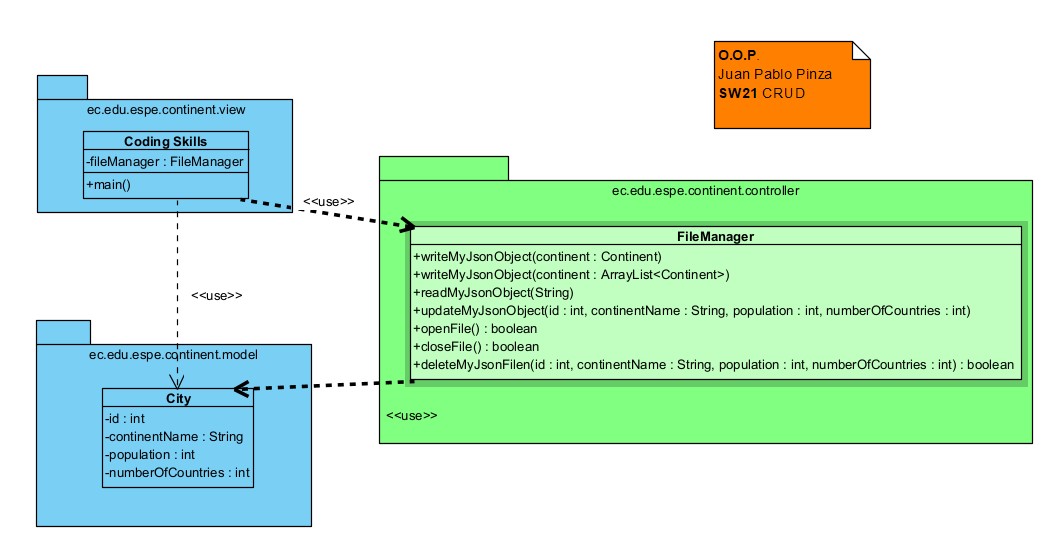 O.O.P.
Juan Pablo Pinza
SW21 CRUD
ec.edu.espe.continent.view
Coding Skills
-fileManager : FileManager
+main()
<<use>>
ec.edu.espe.continent.controller
FileManager
+writeMyJsonObject(continent : Continent)
+writeMyJsonObject(continent : ArrayList<Continent>)
+readMyJsonObject(String)
+updateMyJsonObject(id : int, continentName : String, population : int, numberOfCountries : int)
+openFile() : boolean
+closeFile() : boolean
+deleteMyJsonFilen(id : int, continentName : String, population : int, numberOfCountries : int) : boolean
<<use>>
<<use>>
ec.edu.espe.continent.model
City
-id : int
-continentName : String
-population : int
-numberOfCountries : int